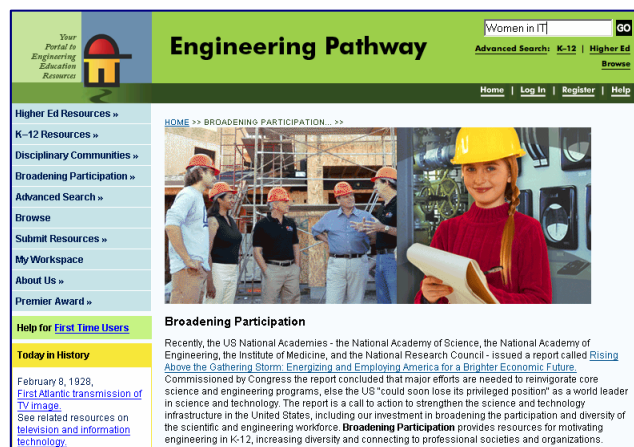 Your
Portal to
Engineering
Education
Resources
Engineering Pathway
Women in IT
GO
Advanced Search: K-12 | Higher Ed
Browse
Home | Log In | Register | Help
Higher Ed Resources »
K-12 Resources »
Disciplinary Communities »
Broadening Participation »
Advanced Search »
Browse
Submit Resources »
My Workspace
About Us »
Premier Award »
Help for First Time Users
Today in History
February 8, 1928,
First Atlantic transmission of
TV image.
See related resources on
television and information
technology.
HOME >> BROADENING PARTICIPATION... >>
Broadening Participation
Recently, the US National Academies - the National Academy of Science, the National Academy of
Engineering, the Institute of Medicine, and the National Research Council - issued a report called Rising
Above the Gathering Storm: Energizing and Employing America for a Brighter Economic Future.
Commissioned by Congress the report concluded that major efforts are needed to reinvigorate core
science and engineering programs, else the US "could soon lose its privileged position" as a world leader
in science and technology. The report is a call to action to strengthen the science and technology
infrastructure in the United States, including our investment in broadening the participation and diversity of
the scientific and engineering workforce. Broadening Participation provides resources for motivating
engineering in K-12, increasing diversity and connecting to professional societies and organizations.